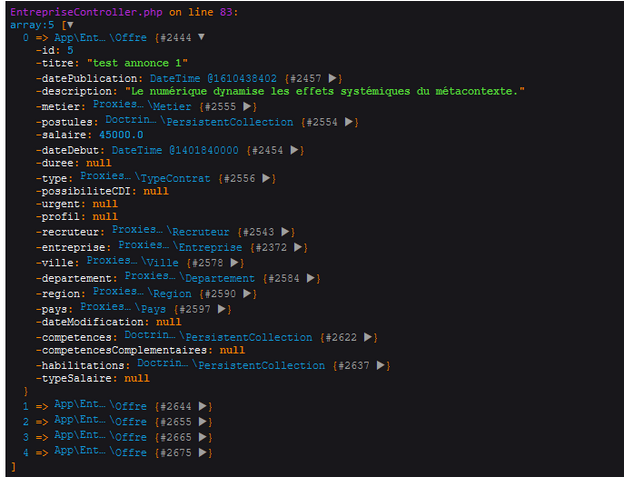 EntrepriseController.php on line 83:
array:5 [▼
0 => App\Ent…\Offre {#2444 ▼
-id: 5
-titre: "test annonce 1"
-datePublication: DateTime @1610438402 {#2457 ▶}
-description: "Le numérique dynamise les effets systémiques du métacontexte."
-metier: Proxies…\Metier {#2555 ▶}
-postules: Doctrin…\PersistentCollection {#2554 ▶}
-salaire: 45000.0
-dateDebut: DateTime @1401840000 {#2454 ▶}
-duree: null
-type: Proxies…\TypeContrat {#2556 ▶}
-possibiliteCDI: null
-urgent: null
-profil: null
-recruteur: Proxies…\Recruteur {#2543 ▶}
-entreprise: Proxies…\Entreprise {#2372 ▶}
-ville: Proxies…\Ville {#2578 ▶}
-departement: Proxies…\Departement {#2584 ▶}
-region: Proxies…\Region {#2590 ▶}
-pays: Proxies…\Pays {#2597 ▶}
-dateModification: null
-competences: Doctrin…\PersistentCollection {#2622 ▶}
-competencesComplementaires: null
-habilitations: Doctrin…\PersistentCollection {#2637 ▶}
-typeSalaire: null
}
1 => App\Ent…\Offre {#2644 ▶}
2 => App\Ent…\Offre {#2655 ▶}
3 => App\Ent…\Offre {#2665 ▶}
4 => App\Ent…\Offre {#2675 ▶}
]